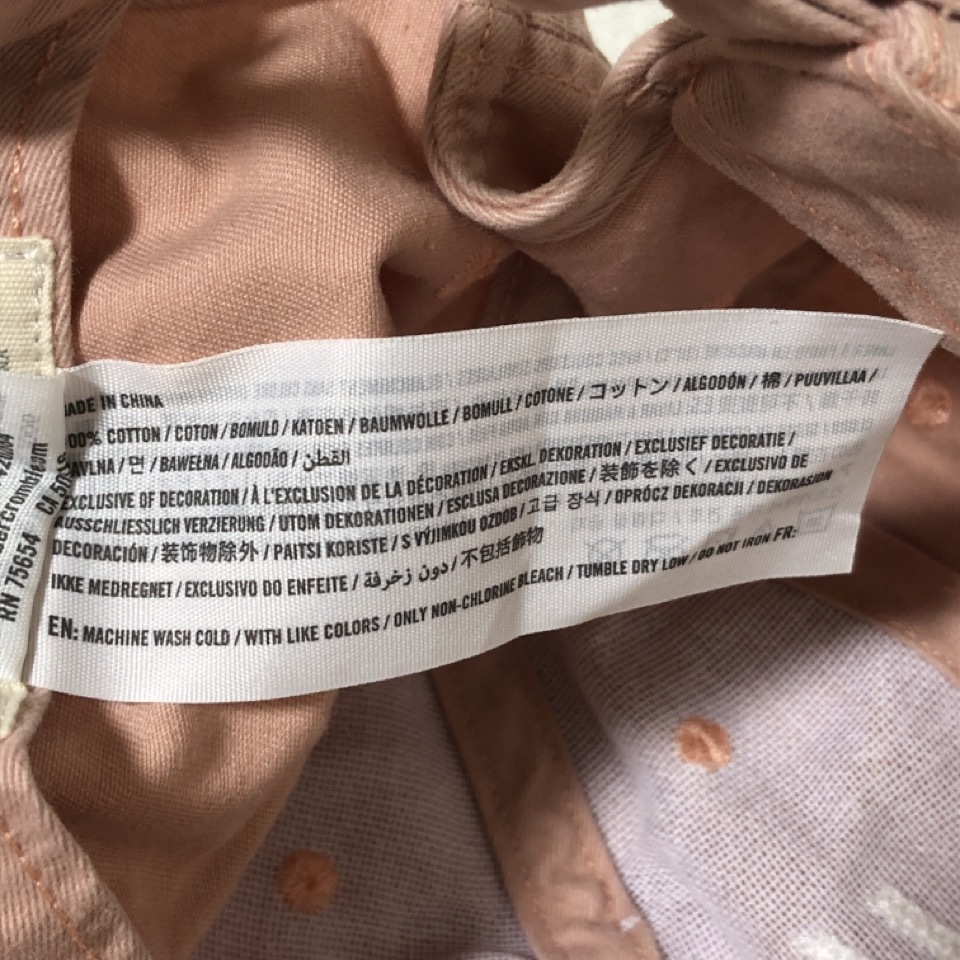 MADE IN CHINA
100% COTTON / COTON / BOMULD / KATOEN / BAUMWOLLE / BOMULL / COTONE / コットン / ALGODÓN / 棉 / PUUVILLAA /
BAVLNA / 면 / BAWEŁNA / ALGODÃO / القطن
EXCLUSIVE OF DECORATION / À L'EXCLUSION DE LA DÉCORATION / EKSKL. DEKORATION / EXCLUSIEF DECORATIE /
AUSSCHLIESSLICH VERZIERUNG / UTOM DEKORATIONEN / ESCLUSA DECORAZIONE / 装飾を除く / EXCLUSIVO DE
DECORACIÓN / 装饰物除外 / PAITSI KORISTE / S VÝJIMKOU OZDOB / 고급 장식 / OPRÓCZ DEKORACJI / DEKORASJON
IKKE MEDREGNET / EXCLUSIVO DO ENFEITE / دون زخرفة / 不包括飾物
EN: MACHINE WASH COLD / WITH LIKE COLORS / ONLY NON-CHLORINE BLEACH / TUMBLE DRY LOW / DO NOT IRON FR:
RN 75654